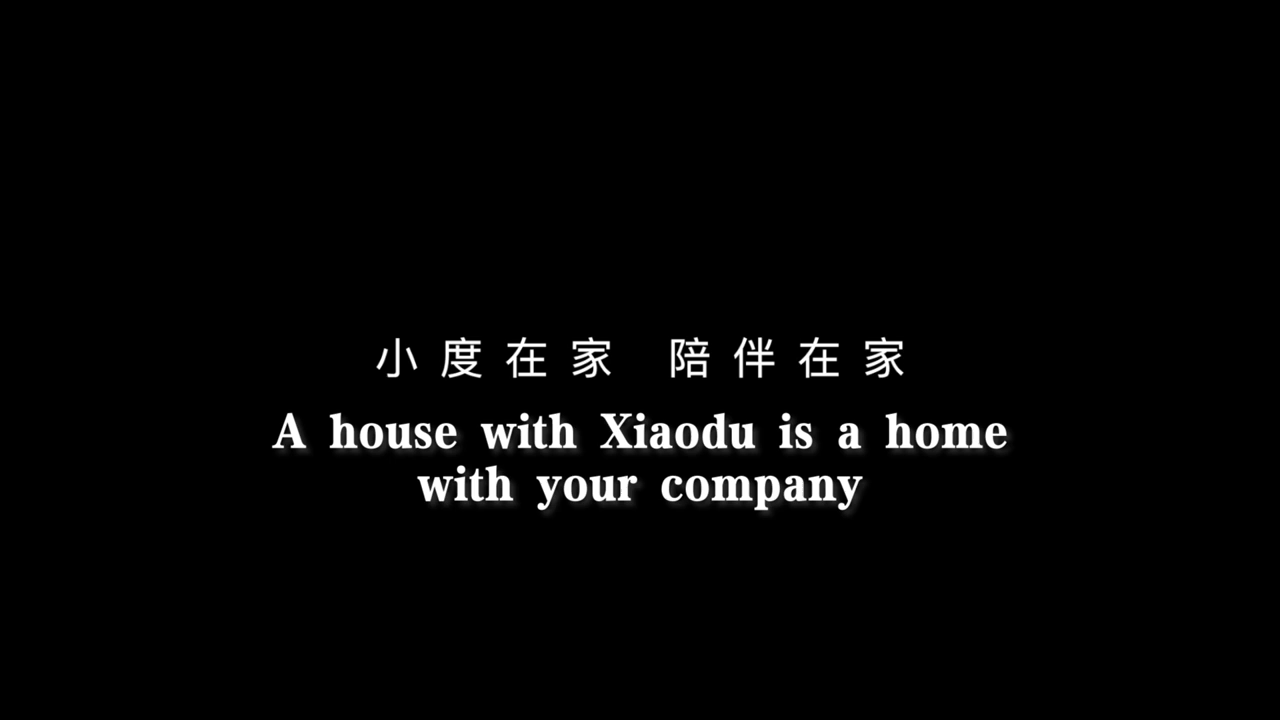 小度在家 陪伴在家
A house with Xiaodu is a home
with your company